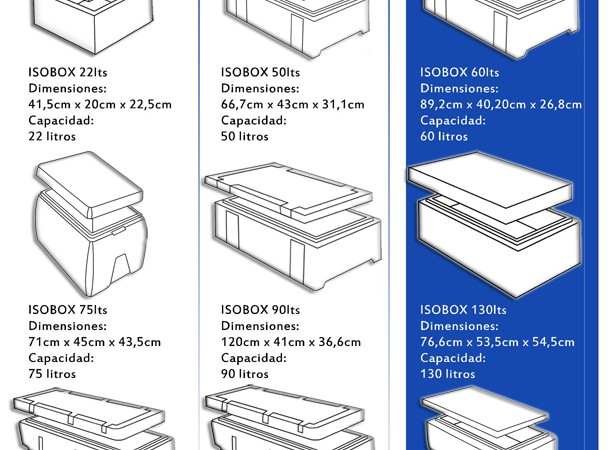 ISOBOX 22lts
Dimensiones:
41,5cm x 20cm x 22,5cm
Capacidad:
22 litros
ISOBOX 50lts
Dimensiones:
66,7cm x 43cm x 31,1cm
Capacidad:
50 litros
ISOBOX 60lts
Dimensiones:
89,2cm x 40,20cm x 26,8cm
Capacidad:
60 litros
ISOBOX 75lts
Dimensiones:
71cm x 45cm x 43,5cm
Capacidad:
75 litros
ISOBOX 90lts
Dimensiones:
120cm x 41cm x 36,6cm
Capacidad:
90 litros
ISOBOX 130lts
Dimensiones:
76,6cm x 53,5cm x 54,5cm
Capacidad:
130 litros